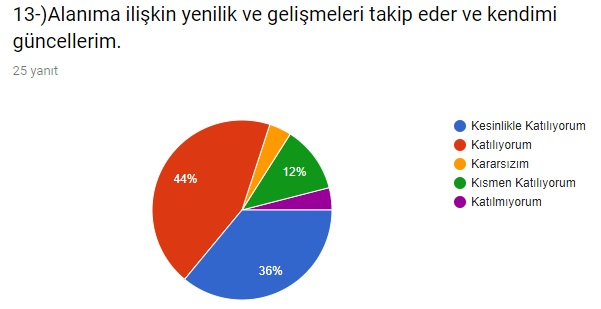 13-)Alanıma ilişkin yenilik ve gelişmeleri takip eder ve kendimi
güncellerim.
25 yanıt
Kesinlikle Katılıyorum
Katılıyorum
Kararsızım
Kısmen Katılıyorum
Katılmıyorum
44%
12%
36%